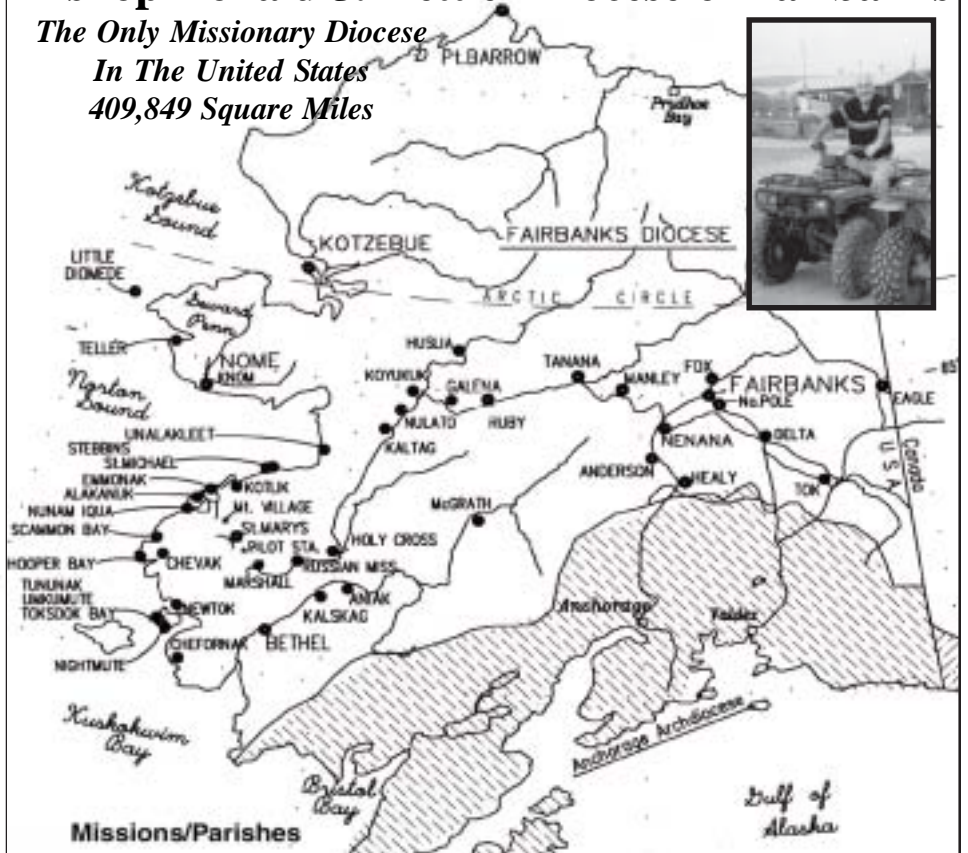 The Only Missionary Diocese
In The United States
409,849 Square Miles
Pt. BARROW
Prudhoe
Bay
Kotzebue
Sound
KOTZEBUE
FAIRBANKS DIOCESE
LITTLE
DIOMEDE
ARCTIC CIRCLE
Seward
Penn
TELLER
NOME
KNOM
HUSLIA
KOYUKUK
GALENA
TANANA
MANLEY
FOX
FAIRBANKS
No. POLE
EAGLE
65
Norton
Sound
NULATO
RUBY
KALTAG
NENANA
DELTA
U S A
Canada
UNALAKLEET
STEBBINS
St. MICHAEL
ANDERSON
HEALY
TOK
EMMONAK
KOTLIK
ALAKANUK
Mt. VILLAGE
NUNAM IQUA
McGRATH
SCAMMON BAY
St. MARYS
PILOT STA.
HOLY CROSS
HOOPER BAY
CHEVAK
RUSSIAN MISS.
MARSHALL
TUNUNAK
UMKUMUTE
NEWTOK
ANIAK
KALSKAG
TOKSOOK BAY
Anchorage
Valdez
CHEFORNAK
BETHEL
NIGHTMUTE
Kuskokwim
Bay
Anchorage Archdiocese
Bristol
Bay
Gulf of
Alaska
Missions/Parishes